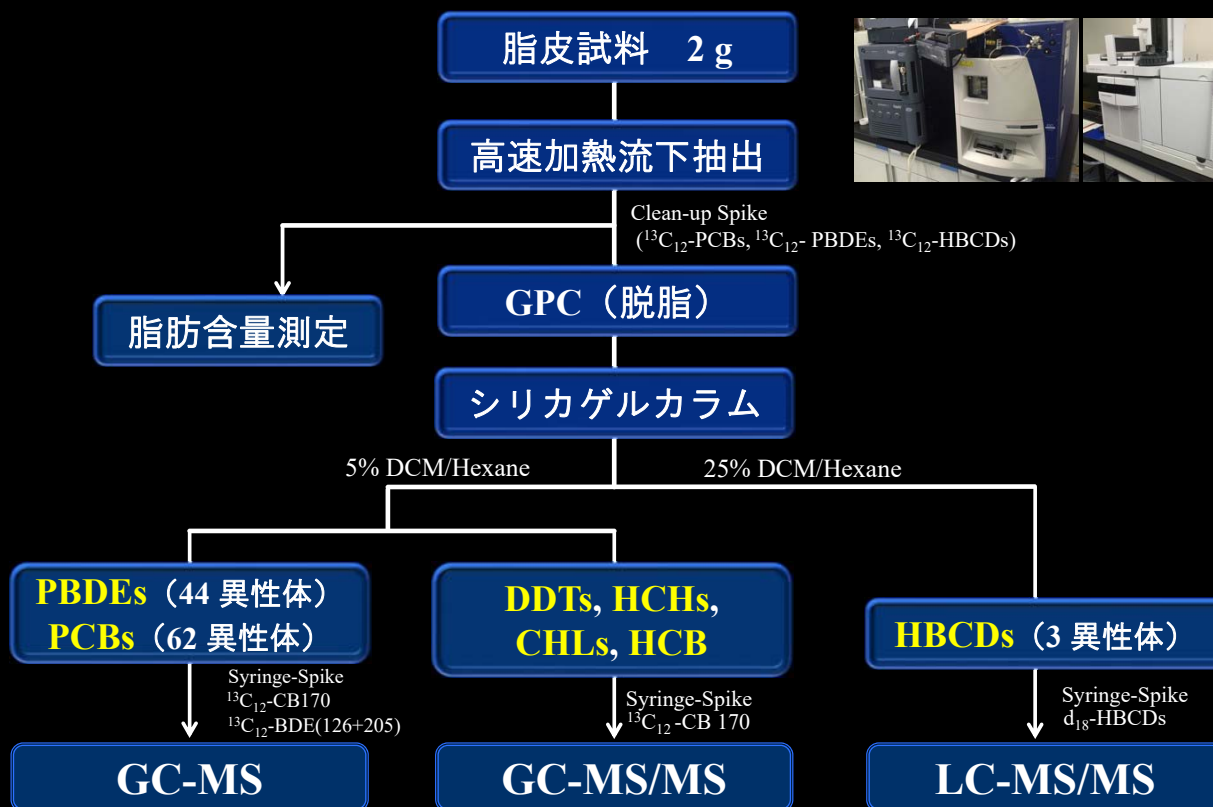 脂皮試料 2 g
高速加熱流下抽出
Clean-up Spike
(¹³C₁₂-PCBs, ¹³C₁₂- PBDEs, ¹³C₁₂-HBCDs)
脂肪含量測定
GPC（脱脂）
シリカゲルカラム
5% DCM/Hexane
25% DCM/Hexane
PBDEs（44 異性体）
PCBs（62 異性体）
DDTs, HCHs,
CHLs, HCB
HBCDs（3 異性体）
Syringe-Spike
¹³C₁₂-CB170
¹³C₁₂-BDE(126+205)
Syringe-Spike
¹³C₁₂-CB 170
Syringe-Spike
d₁₈-HBCDs
GC-MS
GC-MS/MS
LC-MS/MS